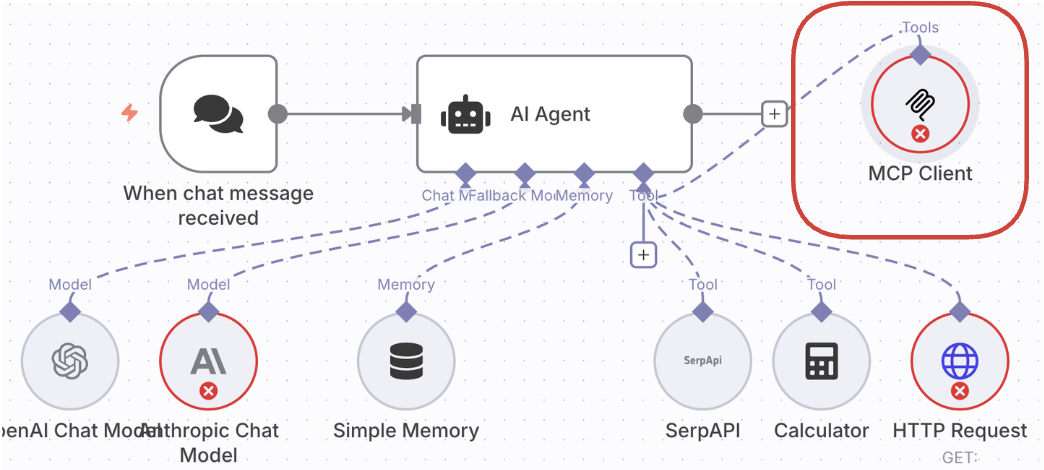 Tools
AI Agent
MCP Client
When chat message
received
Chat M
Fallback Mo
Memory
Tool
Model
Model
Memory
Tool
Tool
SerpApi
penAI Chat Model
Anthropic Chat
Model
Simple Memory
SerpAPI
Calculator
HTTP Request
GET: